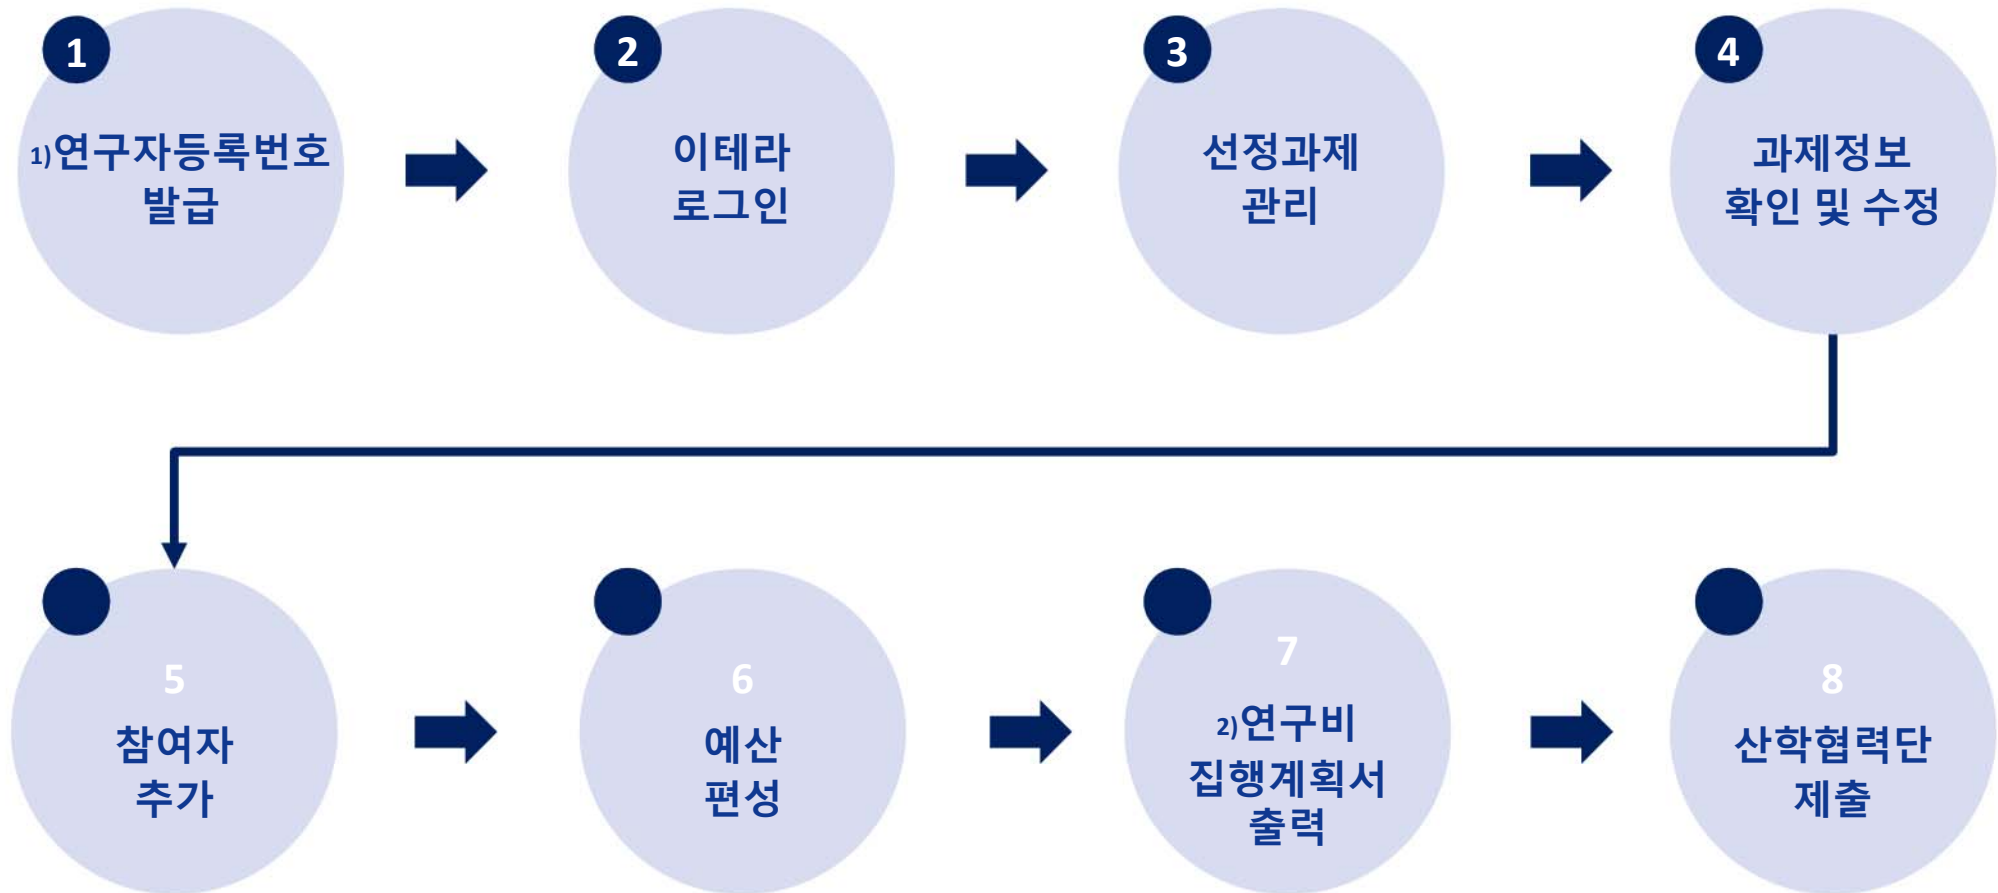 1
1)연구자등록번호
발급
2
이테라
로그인
3
선정과제
관리
4
과제정보
확인 및 수정
5
참여자
추가
6
예산
편성
7
2)연구비
집행계획서
출력
8
산학협력단
제출